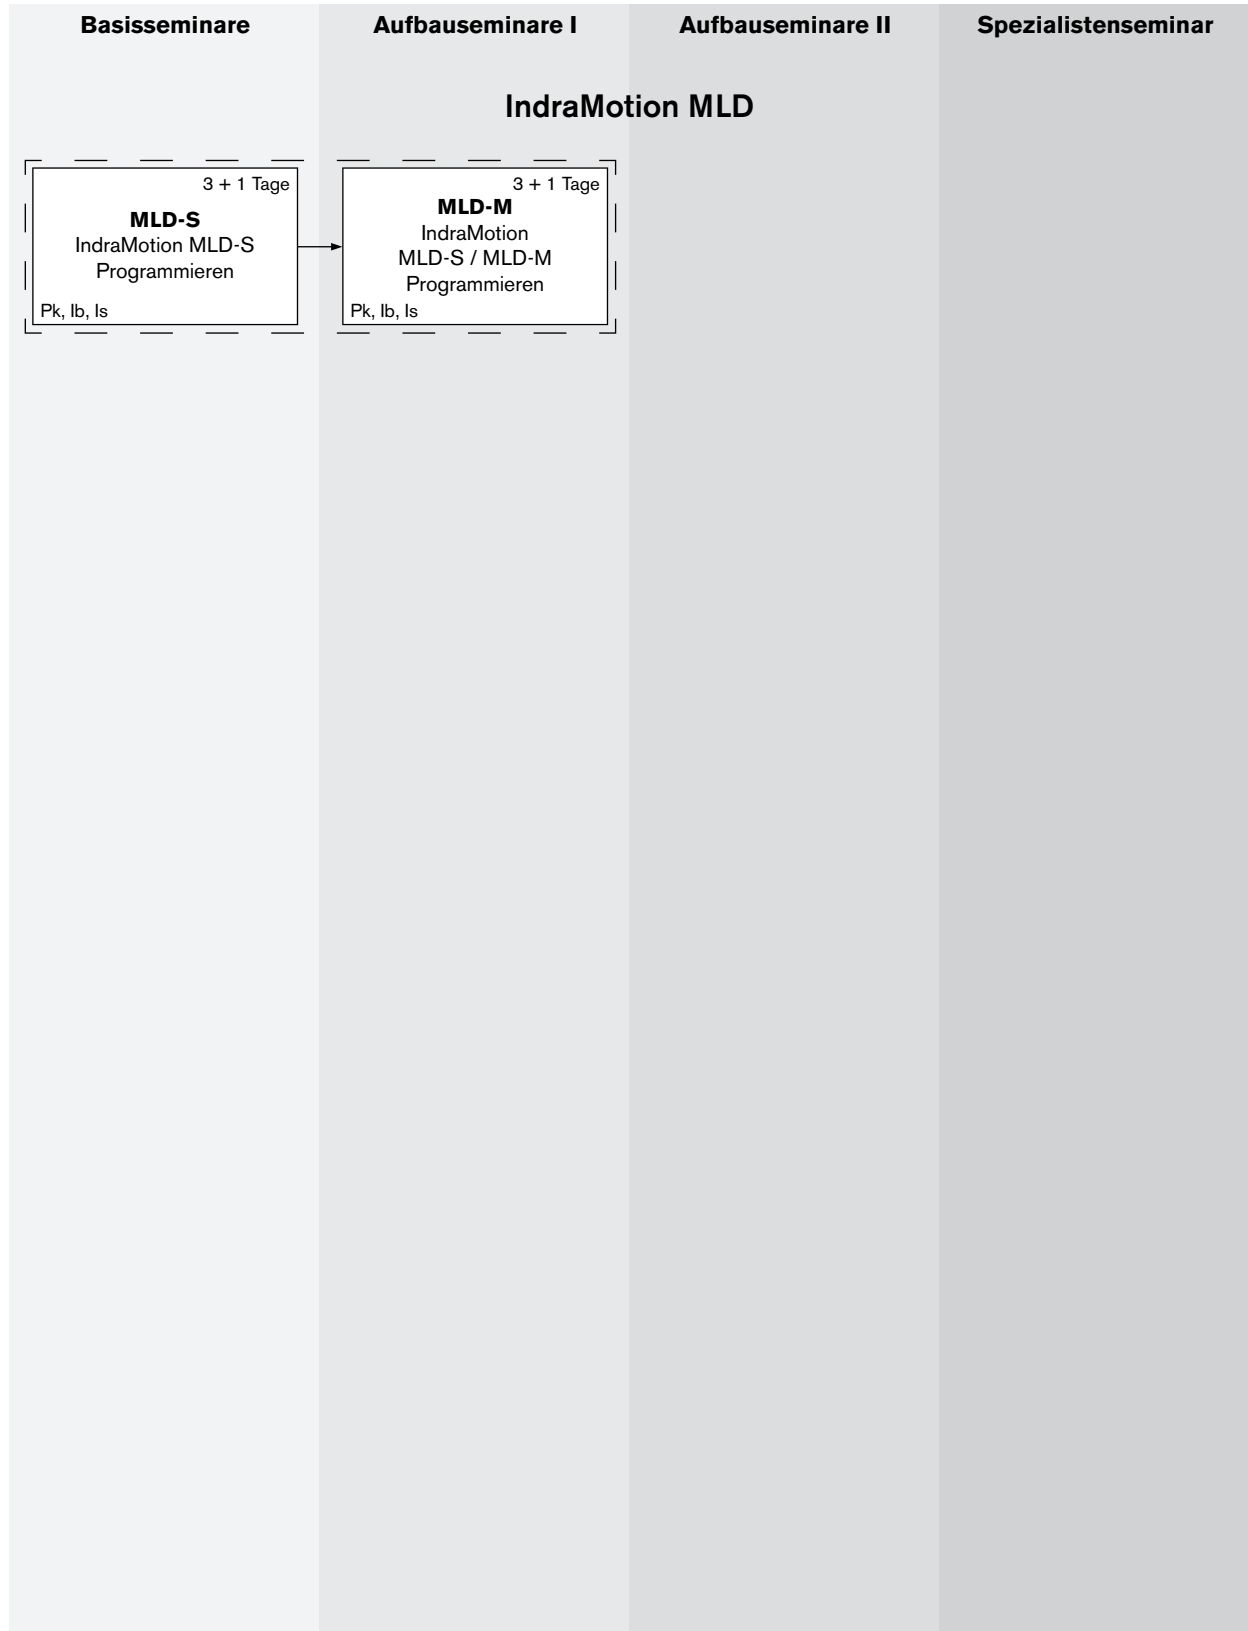 Basisseminare
Aufbauseminare I
Aufbauseminare II
Spezialistenseminar
IndraMotion MLD
3 + 1 Tage
MLD-S
IndraMotion MLD-S
Programmieren
Pk, Ib, Is
3 + 1 Tage
MLD-M
IndraMotion
MLD-S / MLD-M
Programmieren
Pk, Ib, Is